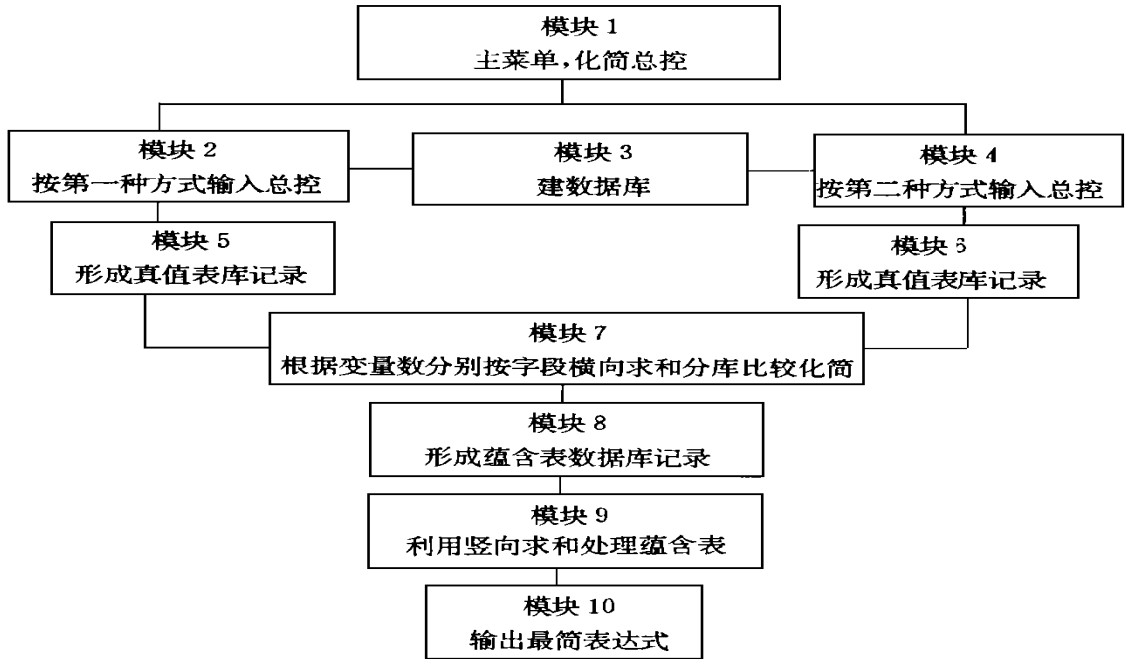 模块 1
主菜单,化简总控
模块 2
按第一种方式输入总控
模块 3
建数据库
模块 4
按第二种方式输入总控
模块 5
形成真值表库记录
模块 6
形成真值表库记录
模块 7
根据变量数分别按字段横向求和分库比较化简
模块 8
形成蕴含表数据库记录
模块 9
利用竖向求和处理蕴含表
模块 10
输出最简表达式